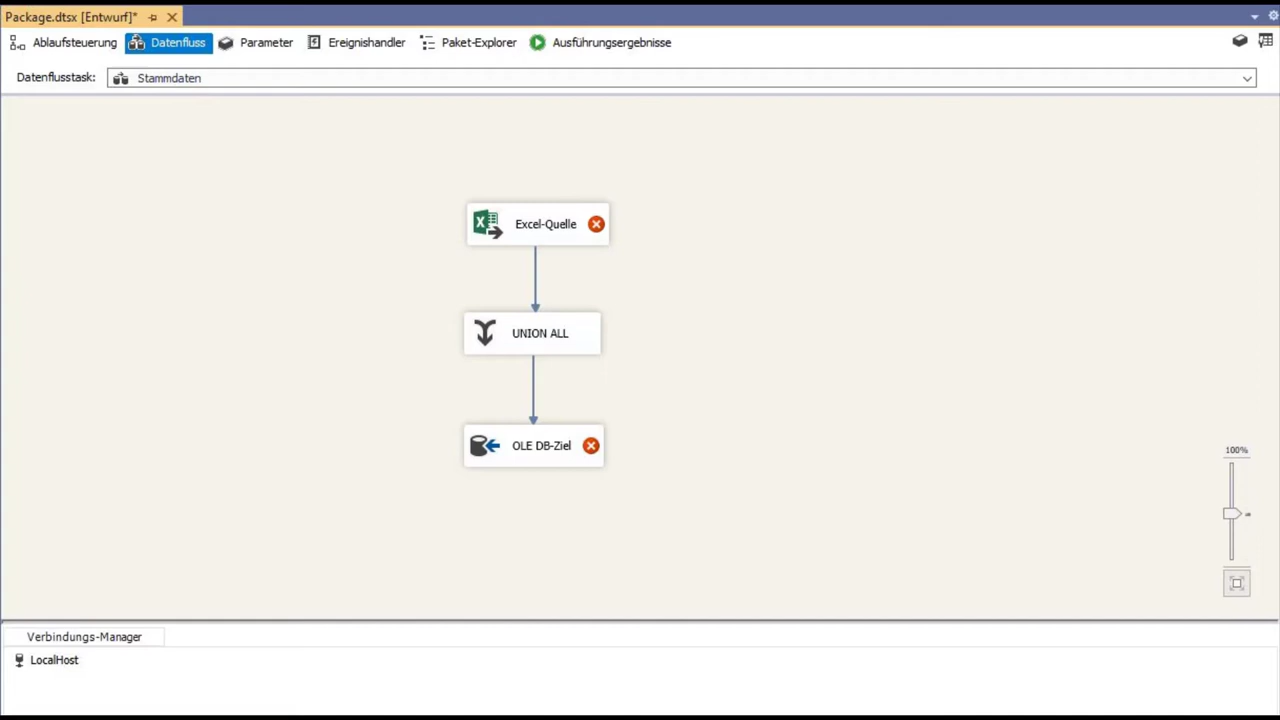 Package.dtsx [Entwurf]*
Ablaufsteuerung Datenfluss Parameter Ereignishandler Paket-Explorer Ausführungsergebnisse
Datenflusstask: Stammdaten
Excel-Quelle
UNION ALL
OLE DB-Ziel
100%
Verbindungs-Manager
LocalHost